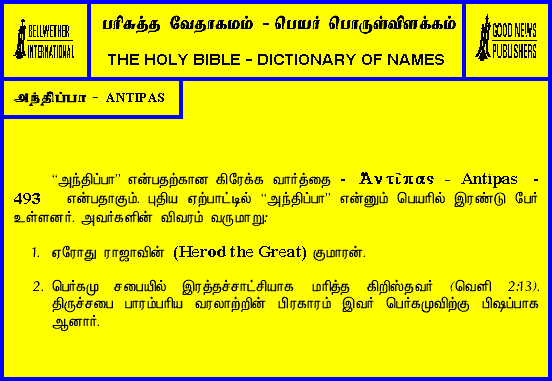 BELLWETHER
INTERNATIONAL
பரிசுத்த வேதாகமம் - பெயர் பொருள்விளக்கம்
THE HOLY BIBLE - DICTIONARY OF NAMES
GOOD NEWS
PUBLISHERS
அந்திப்பா - ANTIPAS
“அந்திப்பா” என்பதற்கான கிரேக்க வார்த்தை - Ἀντίπας - Antipas -
493 என்பதாகும். புதிய ஏற்பாட்டில் “அந்திப்பா” என்னும் பெயரில் இரண்டு பேர்
உள்ளனர். அவர்களின் விவரம் வருமாறு:
1. ஏரோது ராஜாவின் (Herod the Great) குமாரன்.
2. பெர்கமு சபையில் இரத்தச்சாட்சியாக மரித்த கிறிஸ்தவர் (வெளி 2:13).
திருச்சபை பாரம்பரிய வரலாற்றின் பிரகாரம் இவர் பெர்கமுவிற்கு பிஷப்பாக
ஆனார்.